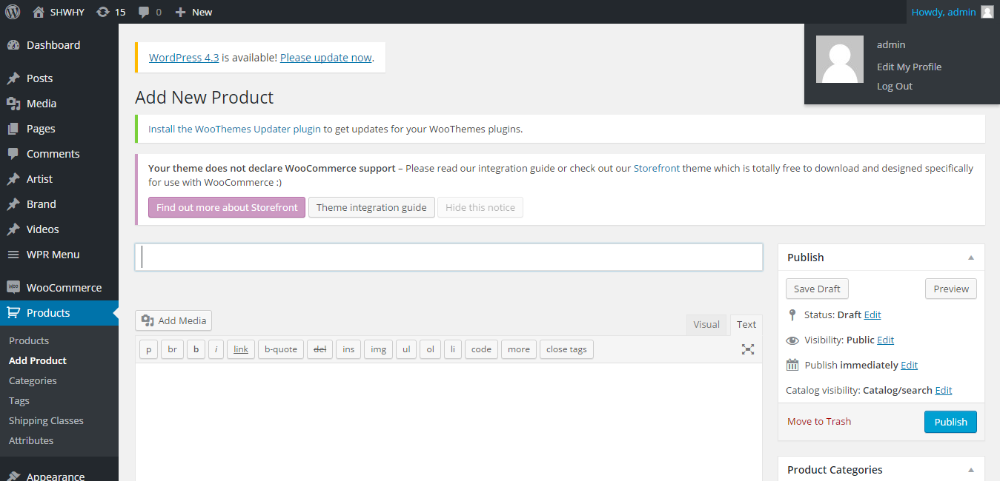 SHWHY 15 0 New Howdy, admin
admin
Edit My Profile
Log Out
Dashboard
Posts
Media
Pages
Comments
Artist
Brand
Videos
WPR Menu
WOO WooCommerce
Products
Products
Add Product
Categories
Tags
Shipping Classes
Attributes
Appearance
WordPress 4.3 is available! Please update now.
Add New Product
Install the WooThemes Updater plugin to get updates for your WooThemes plugins.
Your theme does not declare WooCommerce support – Please read our integration guide or check out our Storefront theme which is totally free to download and designed specifically
for use with WooCommerce :)
Find out more about Storefront Theme integration guide Hide this notice
Add Media Visual Text
p br b i link b-quote del ins img ul ol li code more close tags
Publish
Save Draft Preview
Status: Draft Edit
Visibility: Public Edit
Publish immediately Edit
Catalog visibility: Catalog/search Edit
Move to Trash Publish
Product Categories